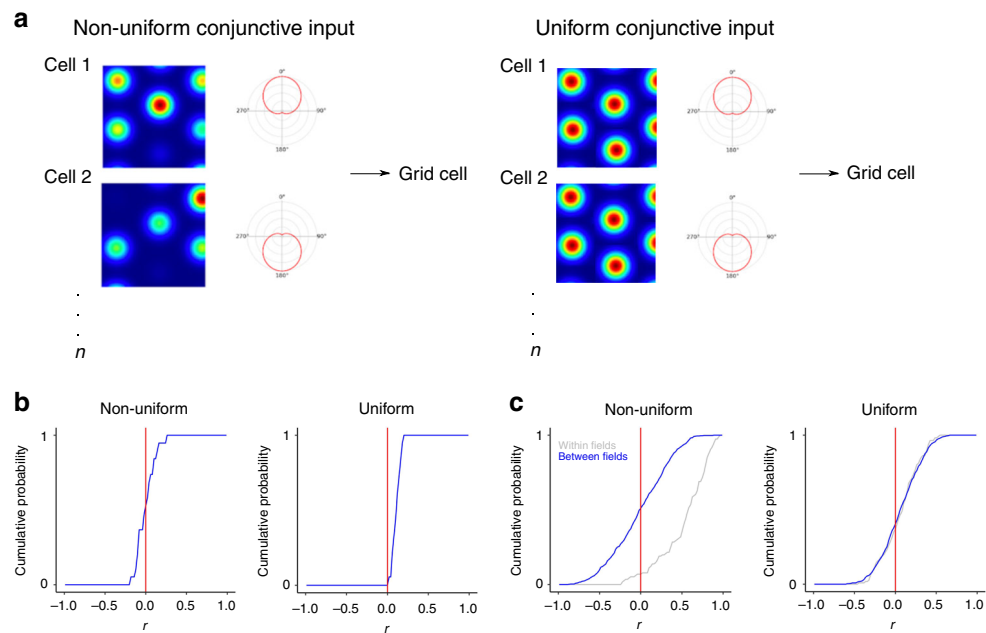 a
Non-uniform conjunctive input
Uniform conjunctive input
Cell 1
0°
270°
90°
180°
Cell 2
0°
270°
90°
180°
Grid cell
.
.
.
n
Cell 1
0°
270°
90°
180°
Cell 2
0°
270°
90°
180°
Grid cell
.
.
.
n
b
Non-uniform
Cumulative probability
1
0
−1.0 −0.5 0.0 0.5 1.0
r
Uniform
Cumulative probability
1
0
−1.0 −0.5 0.0 0.5 1.0
r
c
Non-uniform
Within fields
Between fields
Cumulative probability
1
0
−1.0 −0.5 0.0 0.5 1.0
r
Uniform
Cumulative probability
1
0
−1.0 −0.5 0.0 0.5 1.0
r